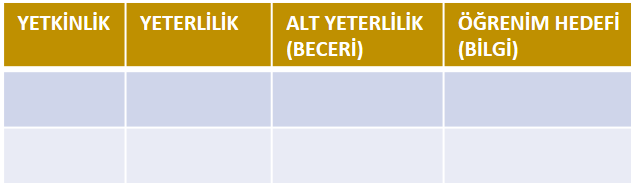 YETKİNLİK
YETERLİLİK
ALT YETERLİLİK
(BECERİ)
ÖĞRENİM HEDEFİ
(BİLGİ)